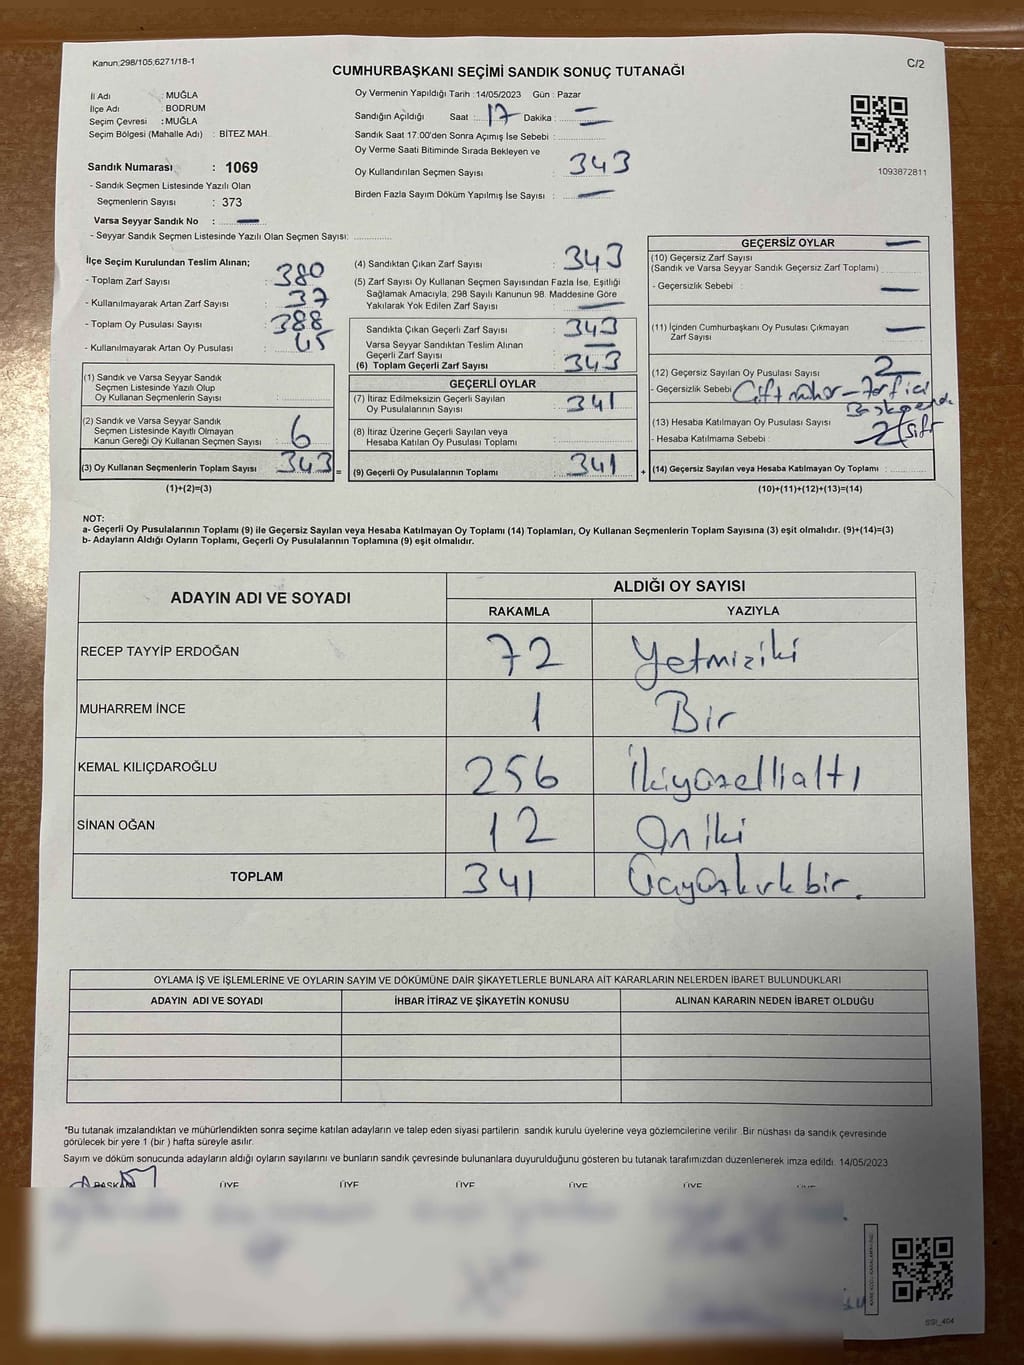 Kanun:298/105,6271/18-1
C/2
CUMHURBAŞKANI SEÇİMİ SANDIK SONUÇ TUTANAĞI
İl Adı : MUĞLA
İlçe Adı : BODRUM
Seçim Çevresi : MUĞLA
Seçim Bölgesi (Mahalle Adı) : BİTEZ MAH.
Sandık Numarası : 1069
- Sandık Seçmen Listesinde Yazılı Olan
Seçmenlerin Sayısı : 373
Varsa Seyyar Sandık No : —
- Seyyar Sandık Seçmen Listesinde Yazılı Olan Seçmen Sayısı: ............
Oy Vermenin Yapıldığı Tarih : 14/05/2023 Gün : Pazar
Sandığın Açıldığı Saat : 17 Dakika : —
Sandık Saat 17:00'den Sonra Açımış İse Sebebi : ............
Oy Verme Saati Bitiminde Sırada Bekleyen ve
Oy Kullandırılan Seçmen Sayısı : 343
Birden Fazla Sayım Döküm Yapılmış İse Sayısı : —
1093872811
İlçe Seçim Kurulundan Teslim Alınan;
- Toplam Zarf Sayısı : 380
- Kullanılmayarak Artan Zarf Sayısı : 37
- Toplam Oy Pusulası Sayısı : 388
- Kullanılmayarak Artan Oy Pusulası : 45
(1) Sandık ve Varsa Seyyar Sandık
Seçmen Listesinde Yazılı Olup
Oy Kullanan Seçmenlerin Sayısı : ............
(2) Sandık ve Varsa Seyyar Sandık
Seçmen Listesinde Kayıtlı Olmayan
Kanun Gereği Oy Kullanan Seçmen Sayısı : 6
(3) Oy Kullanan Seçmenlerin Toplam Sayısı : 343 =
(1)+(2)=(3)
(4) Sandıktan Çıkan Zarf Sayısı : 343
(5) Zarf Sayısı Oy Kullanan Seçmen Sayısından Fazla İse, Eşitliği
Sağlamak Amacıyla, 298 Sayılı Kanunun 98. Maddesine Göre
Yakılarak Yok Edilen Zarf Sayısı : —
Sandıkta Çıkan Geçerli Zarf Sayısı : 343
Varsa Seyyar Sandıktan Teslim Alınan
Geçerli Zarf Sayısı : —
(6) Toplam Geçerli Zarf Sayısı : 343
GEÇERLİ OYLAR
(7) İtiraz Edilmeksizin Geçerli Sayılan
Oy Pusulalarının Sayısı : 341
(8) İtiraz Üzerine Geçerli Sayılan veya
Hesaba Katılan Oy Pusulası Toplamı : ............
(9) Geçerli Oy Pusulalarının Toplamı : 341 +
GEÇERSİZ OYLAR —
(10) Geçersiz Zarf Sayısı
(Sandık ve Varsa Seyyar Sandık Geçersiz Zarf Toplamı) ............
- Geçersizlik Sebebi : —
(11) İçinden Cumhurbaşkanı Oy Pusulası Çıkmayan
Zarf Sayısı : —
(12) Geçersiz Sayılan Oy Pusulası Sayısı : 2
- Geçersizlik Sebebi : Çift mühür
(13) Hesaba Katılmayan Oy Pusulası Sayısı :
- Hesaba Katılmama Sebebi :
(14) Geçersiz Sayılan veya Hesaba Katılmayan Oy Toplamı : ............
(10)+(11)+(12)+(13)=(14)
NOT:
a- Geçerli Oy Pusulalarının Toplamı (9) ile Geçersiz Sayılan veya Hesaba Katılmayan Oy Toplamı (14) Toplamları, Oy Kullanan Seçmenlerin Toplam Sayısına (3) eşit olmalıdır. (9)+(14)=(3)
b- Adayların Aldığı Oyların Toplamı, Geçerli Oy Pusulalarının Toplamına (9) eşit olmalıdır.
ADAYIN ADI VE SOYADI ALDIĞI OY SAYISI
RAKAMLA YAZIYLA
RECEP TAYYİP ERDOĞAN 72 Yetmişiki
MUHARREM İNCE 1 Bir
KEMAL KILIÇDAROĞLU 256 İkiyüzellialtı
SİNAN OĞAN 12 Oniki
TOPLAM 341 Üçyüzkırkbir.
OYLAMA İŞ VE İŞLEMLERİNE VE OYLARIN SAYIM VE DÖKÜMÜNE DAİR ŞİKAYETLERLE BUNLARA AİT KARARLARIN NELERDEN İBARET BULUNDUKLARI
ADAYIN ADI VE SOYADI İHBAR İTİRAZ VE ŞİKAYETİN KONUSU ALINAN KARARIN NEDEN İBARET OLDUĞU
*Bu tutanak imzalandıktan ve mühürlendikten sonra seçime katılan adayların ve talep eden siyasi partilerin sandık kurulu üyelerine veya gözlemcilerine verilir. Bir nüshası da sandık çevresinde
görülecek bir yere 1 (bir ) hafta süreyle asılır.
Sayım ve döküm sonucunda adayların aldığı oyların sayılarını ve bunların sandık çevresinde bulunanlara duyurulduğunu gösteren bu tutanak tarafımızdan düzenlenerek imza edildi. 14/05/2023
BAŞKAN ÜYE ÜYE ÜYE ÜYE ÜYE
SSI_404